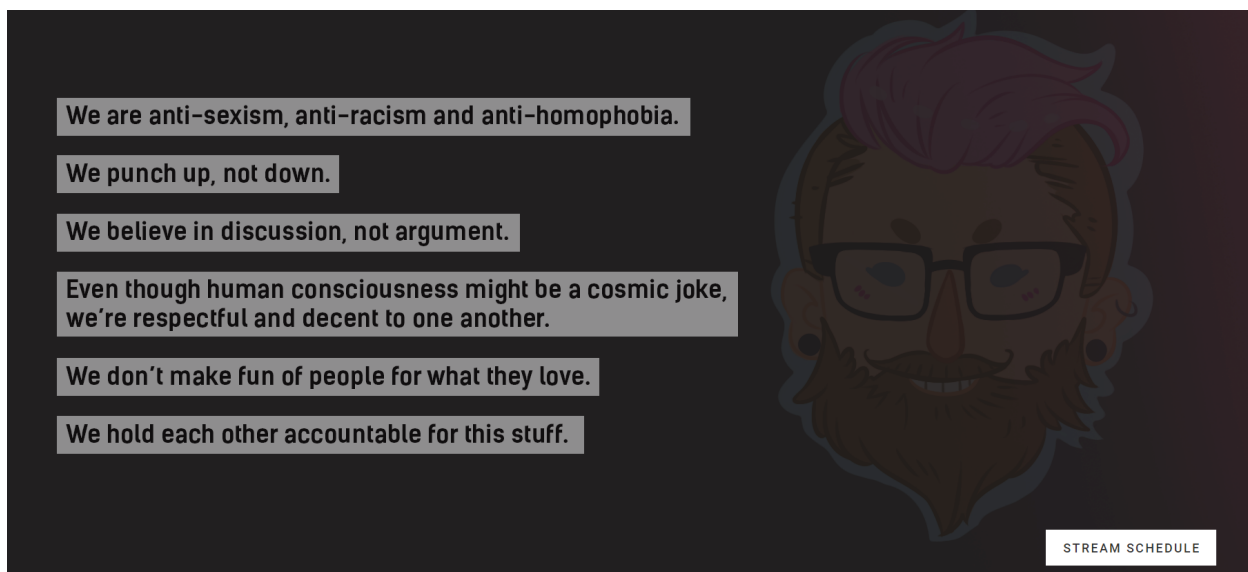 We are anti-sexism, anti-racism and anti-homophobia.
We punch up, not down.
We believe in discussion, not argument.
Even though human consciousness might be a cosmic joke,
we're respectful and decent to one another.
We don't make fun of people for what they love.
We hold each other accountable for this stuff.
STREAM SCHEDULE